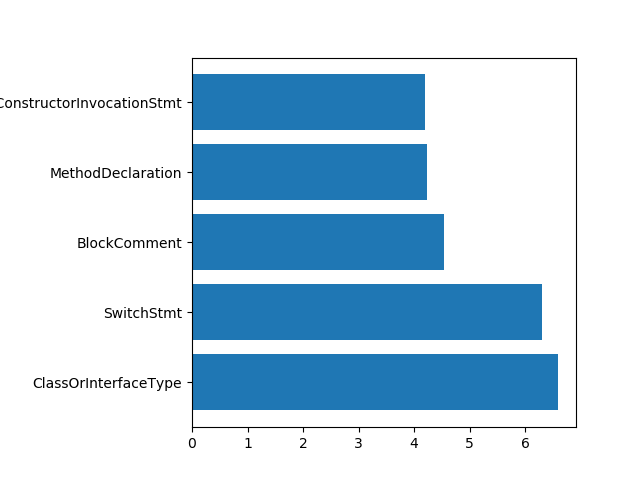 ConstructorInvocationStmt
MethodDeclaration
BlockComment
SwitchStmt
ClassOrInterfaceType
0 1 2 3 4 5 6